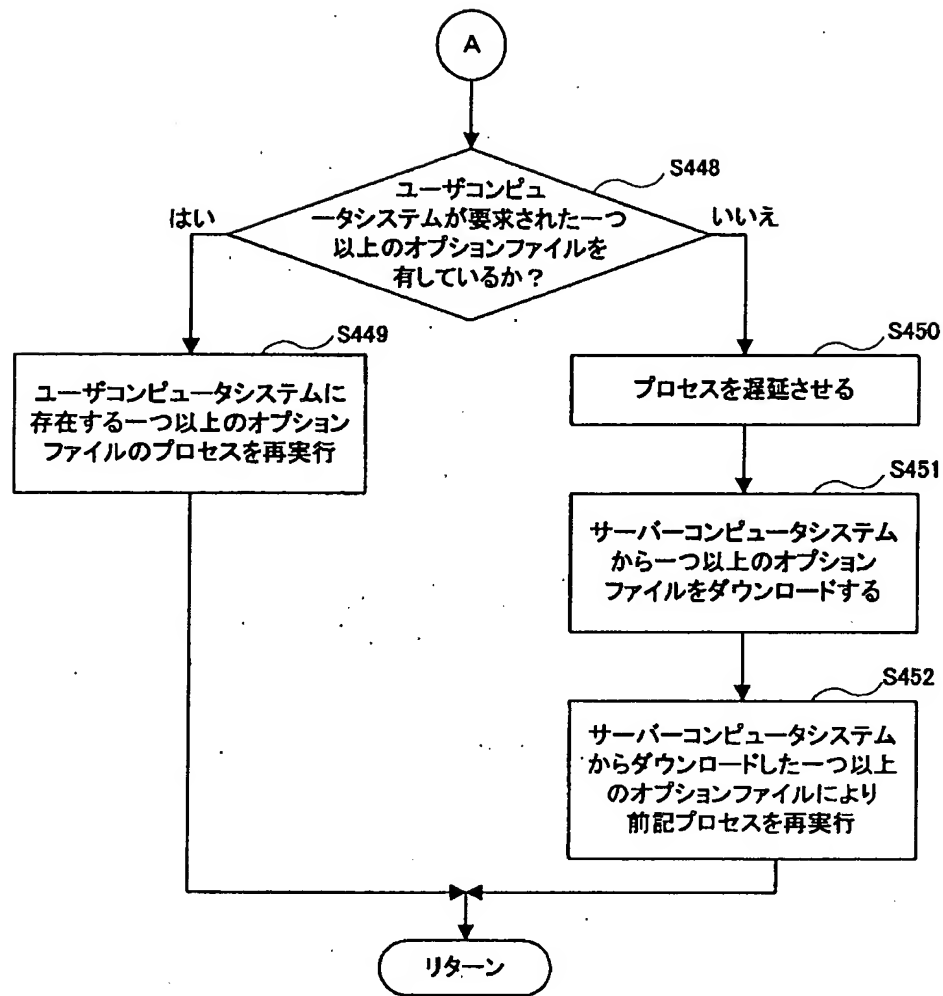 A
S448
ユーザコンピュ
ータシステムが要求された一つ
以上のオプションファイルを
有しているか？
はい
いいえ
S449
ユーザコンピュータシステムに
存在する一つ以上のオプション
ファイルのプロセスを再実行
S450
プロセスを遅延させる
S451
サーバーコンピュータシステム
から一つ以上のオプション
ファイルをダウンロードする
S452
サーバーコンピュータシステム
からダウンロードした一つ以上
のオプションファイルにより
前記プロセスを再実行
リターン